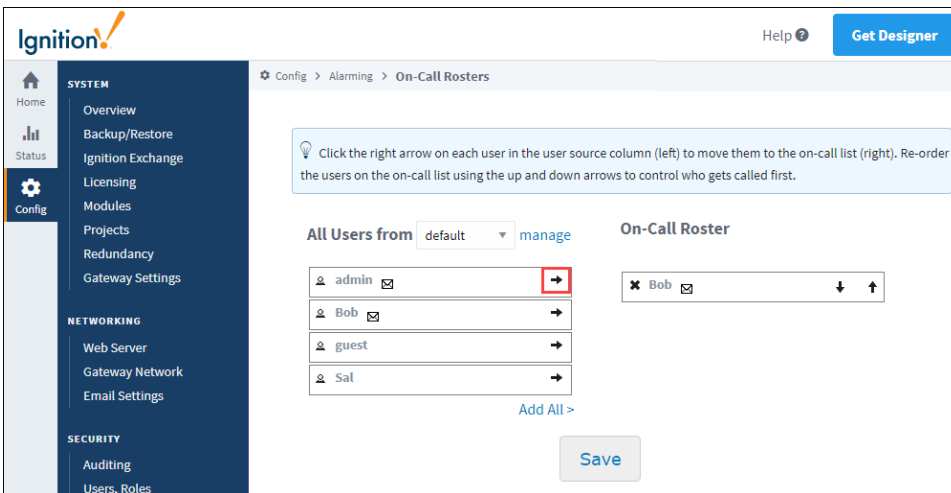 Ignition!
Help ?
Get Designer
Home
Status
Config
SYSTEM
Overview
Backup/Restore
Ignition Exchange
Licensing
Modules
Projects
Redundancy
Gateway Settings
NETWORKING
Web Server
Gateway Network
Email Settings
SECURITY
Auditing
Users, Roles
Config > Alarming > On-Call Rosters
Click the right arrow on each user in the user source column (left) to move them to the on-call list (right). Re-order
the users on the on-call list using the up and down arrows to control who gets called first.
All Users from default manage
admin
Bob
guest
Sal
Add All >
On-Call Roster
Bob
Save